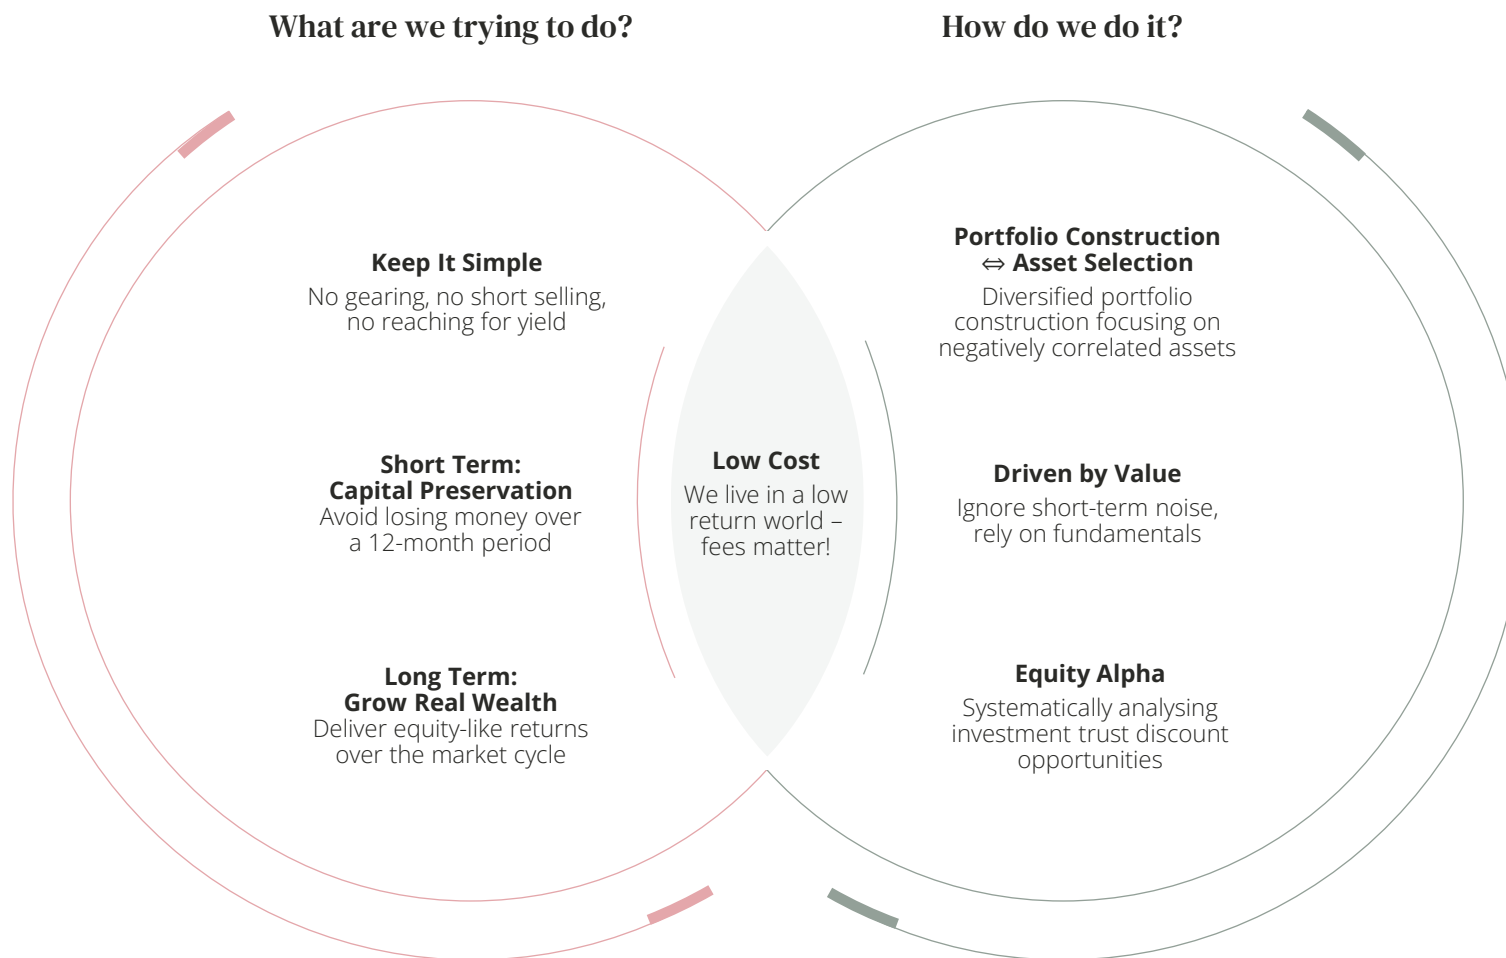 What are we trying to do?
How do we do it?
Keep It Simple
No gearing, no short selling,
no reaching for yield
Short Term:
Capital Preservation
Avoid losing money over
a 12-month period
Long Term:
Grow Real Wealth
Deliver equity-like returns
over the market cycle
Low Cost
We live in a low
return world –
fees matter!
Portfolio Construction
⇔ Asset Selection
Diversified portfolio
construction focusing on
negatively correlated assets
Driven by Value
Ignore short-term noise,
rely on fundamentals
Equity Alpha
Systematically analysing
investment trust discount
opportunities